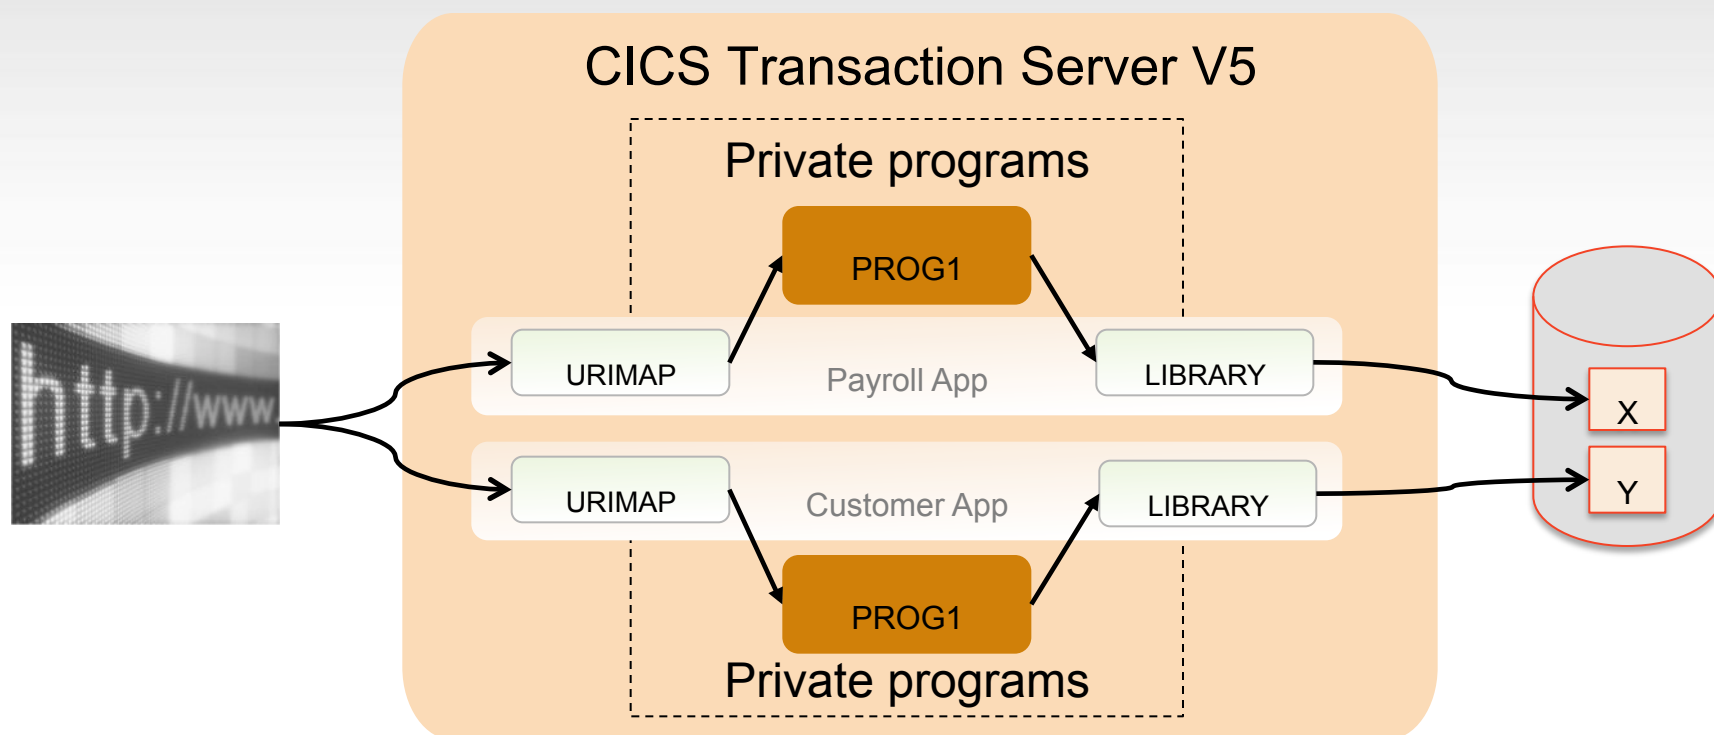 CICS Transaction Server V5
Private programs
PROG1
URIMAP
Payroll App
LIBRARY
X
http://www.
URIMAP
Customer App
LIBRARY
Y
PROG1
Private programs